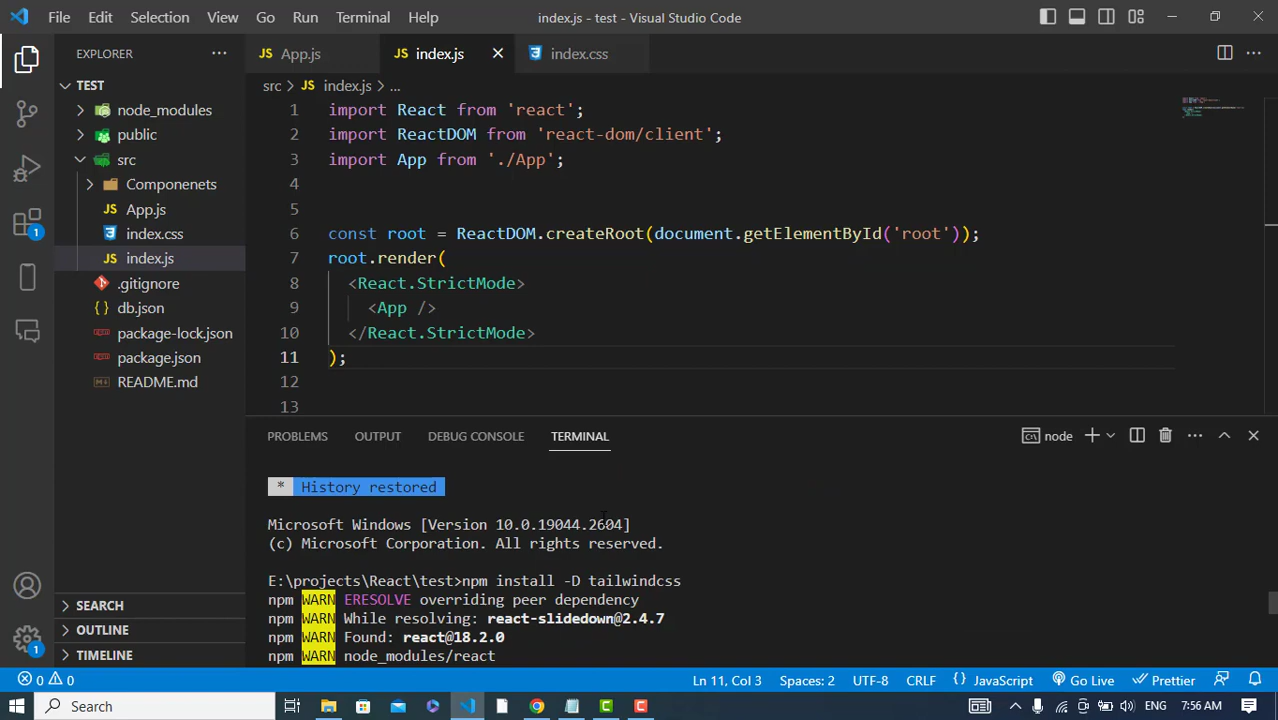 File Edit Selection View Go Run Terminal Help index.js - test - Visual Studio Code
EXPLORER ... JS App.js JS index.js index.css
TEST
src > JS index.js > ...
node_modules
public
src
Componenets
JS App.js
index.css
JS index.js
.gitignore
{ } db.json
package-lock.json
package.json
README.md
1 import React from 'react';
2 import ReactDOM from 'react-dom/client';
3 import App from './App';
4
5
6 const root = ReactDOM.createRoot(document.getElementById('root'));
7 root.render(
8 <React.StrictMode>
9 <App />
10 </React.StrictMode>
11 );
12
13
1
1
PROBLEMS OUTPUT DEBUG CONSOLE TERMINAL node
* History restored
Microsoft Windows [Version 10.0.19044.2604]
(c) Microsoft Corporation. All rights reserved.
E:\projects\React\test>npm install -D tailwindcss
npm WARN ERESOLVE overriding peer dependency
npm WARN While resolving: react-slidedown@2.4.7
npm WARN Found: react@18.2.0
npm WARN node_modules/react
SEARCH
OUTLINE
TIMELINE
0 0 Ln 11, Col 3 Spaces: 2 UTF-8 CRLF { } JavaScript Go Live Prettier
Search ENG 7:56 AM